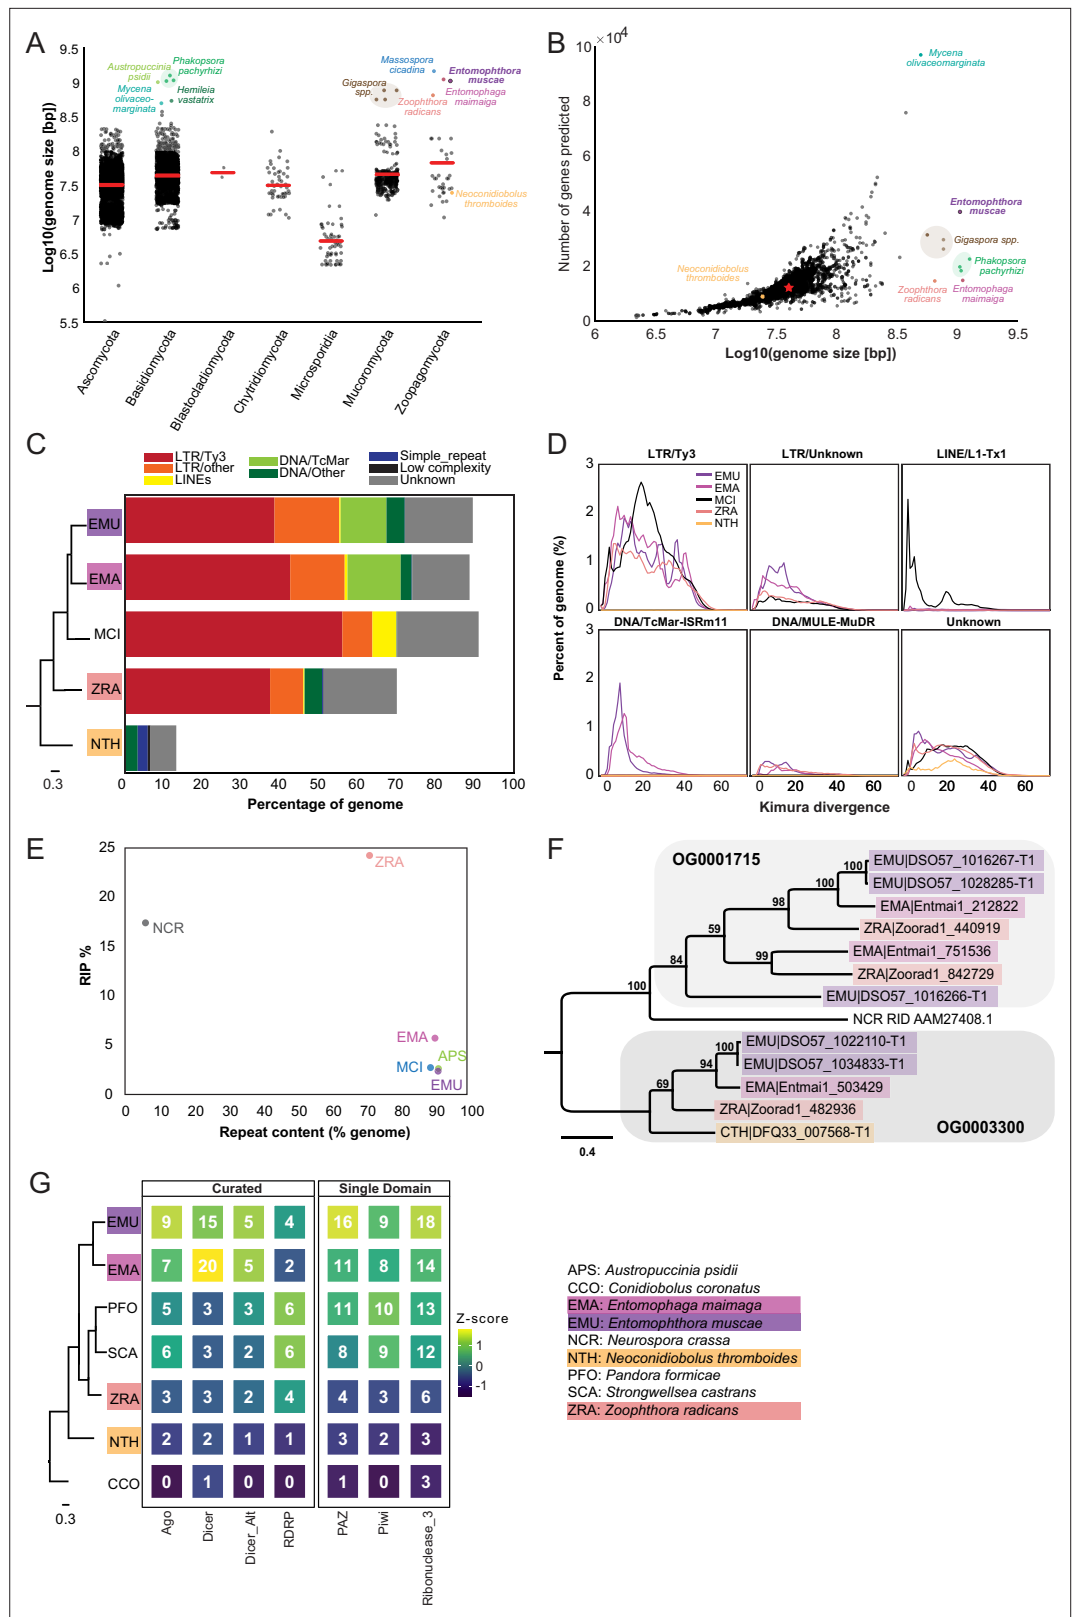 A
9.5
9
8.5
8
7.5
7
6.5
6
5.5
Log10(genome size [bp])
Austropuccinia
psidii
Phakopsora
pachyrhizi
Mycena
olivaceo-
marginata
Hemileia
vastatrix
Massospora
cicadina
Gigaspora
spp.
Entomophthora
muscae
Entomophaga
maimaiga
Zoophthora
radicans
Neoconidiobolus
thromboides
Ascomycota
Basidiomycota
Blastocladiomycota
Chytridiomycota
Microsporidia
Mucoromycota
Zoopagomycota
B
10 ×10⁴
8
6
4
2
0
Number of genes predicted
Mycena
olivaceomarginata
Entomophthora
muscae
Gigaspora spp.
Phakopsora
pachyrhizi
Neoconidiobolus
thromboides
Zoophthora
radicans
Entomophaga
maimaiga
6 6.5 7 7.5 8 8.5 9 9.5
Log10(genome size [bp])
C
LTR/Ty3
LTR/other
LINEs
DNA/TcMar
DNA/Other
Simple_repeat
Low complexity
Unknown
EMU
EMA
MCI
ZRA
NTH
0.3
0 10 20 30 40 50 60 70 80 90 100
Percentage of genome
D
LTR/Ty3 LTR/Unknown LINE/L1-Tx1
3
2
1
0
EMU
EMA
MCI
ZRA
NTH
Percent of genome (%)
DNA/TcMar-ISRm11 DNA/MULE-MuDR Unknown
3
2
1
0
0 20 40 60 0 20 40 60 0 20 40 60
Kimura divergence
E
25
20
15
10
5
0
RIP %
ZRA
NCR
EMA
APS
MCI
EMU
0 10 20 30 40 50 60 70 80 90 100
Repeat content (% genome)
F
OG0001715
EMU|DSO57_1016267-T1
EMU|DSO57_1028285-T1
EMA|Entmai1_212822
ZRA|Zoorad1_440919
EMA|Entmai1_751536
ZRA|Zoorad1_842729
EMU|DSO57_1016266-T1
NCR RID AAM27408.1
EMU|DSO57_1022110-T1
EMU|DSO57_1034833-T1
EMA|Entmai1_503429
ZRA|Zoorad1_482936
CTH|DFQ33_007568-T1
OG0003300
100
100
98
59
99
84
100
100
94
69
0.4
G
Curated Single Domain
EMU 9 15 5 4 16 9 18
EMA 7 20 5 2 11 8 14
PFO 5 3 3 6 11 10 13
SCA 6 3 2 6 8 9 12
ZRA 3 3 2 4 4 3 6
NTH 2 2 1 1 3 2 3
CCO 0 1 0 0 1 0 3
0.3
Ago
Dicer
Dicer_Alt
RDRP
PAZ
Piwi
Ribonuclease_3
Z-score
1
0
-1
APS: Austropuccinia psidii
CCO: Conidiobolus coronatus
EMA: Entomophaga maimaga
EMU: Entomophthora muscae
NCR: Neurospora crassa
NTH: Neoconidiobolus thromboides
PFO: Pandora formicae
SCA: Strongwellsea castrans
ZRA: Zoophthora radicans